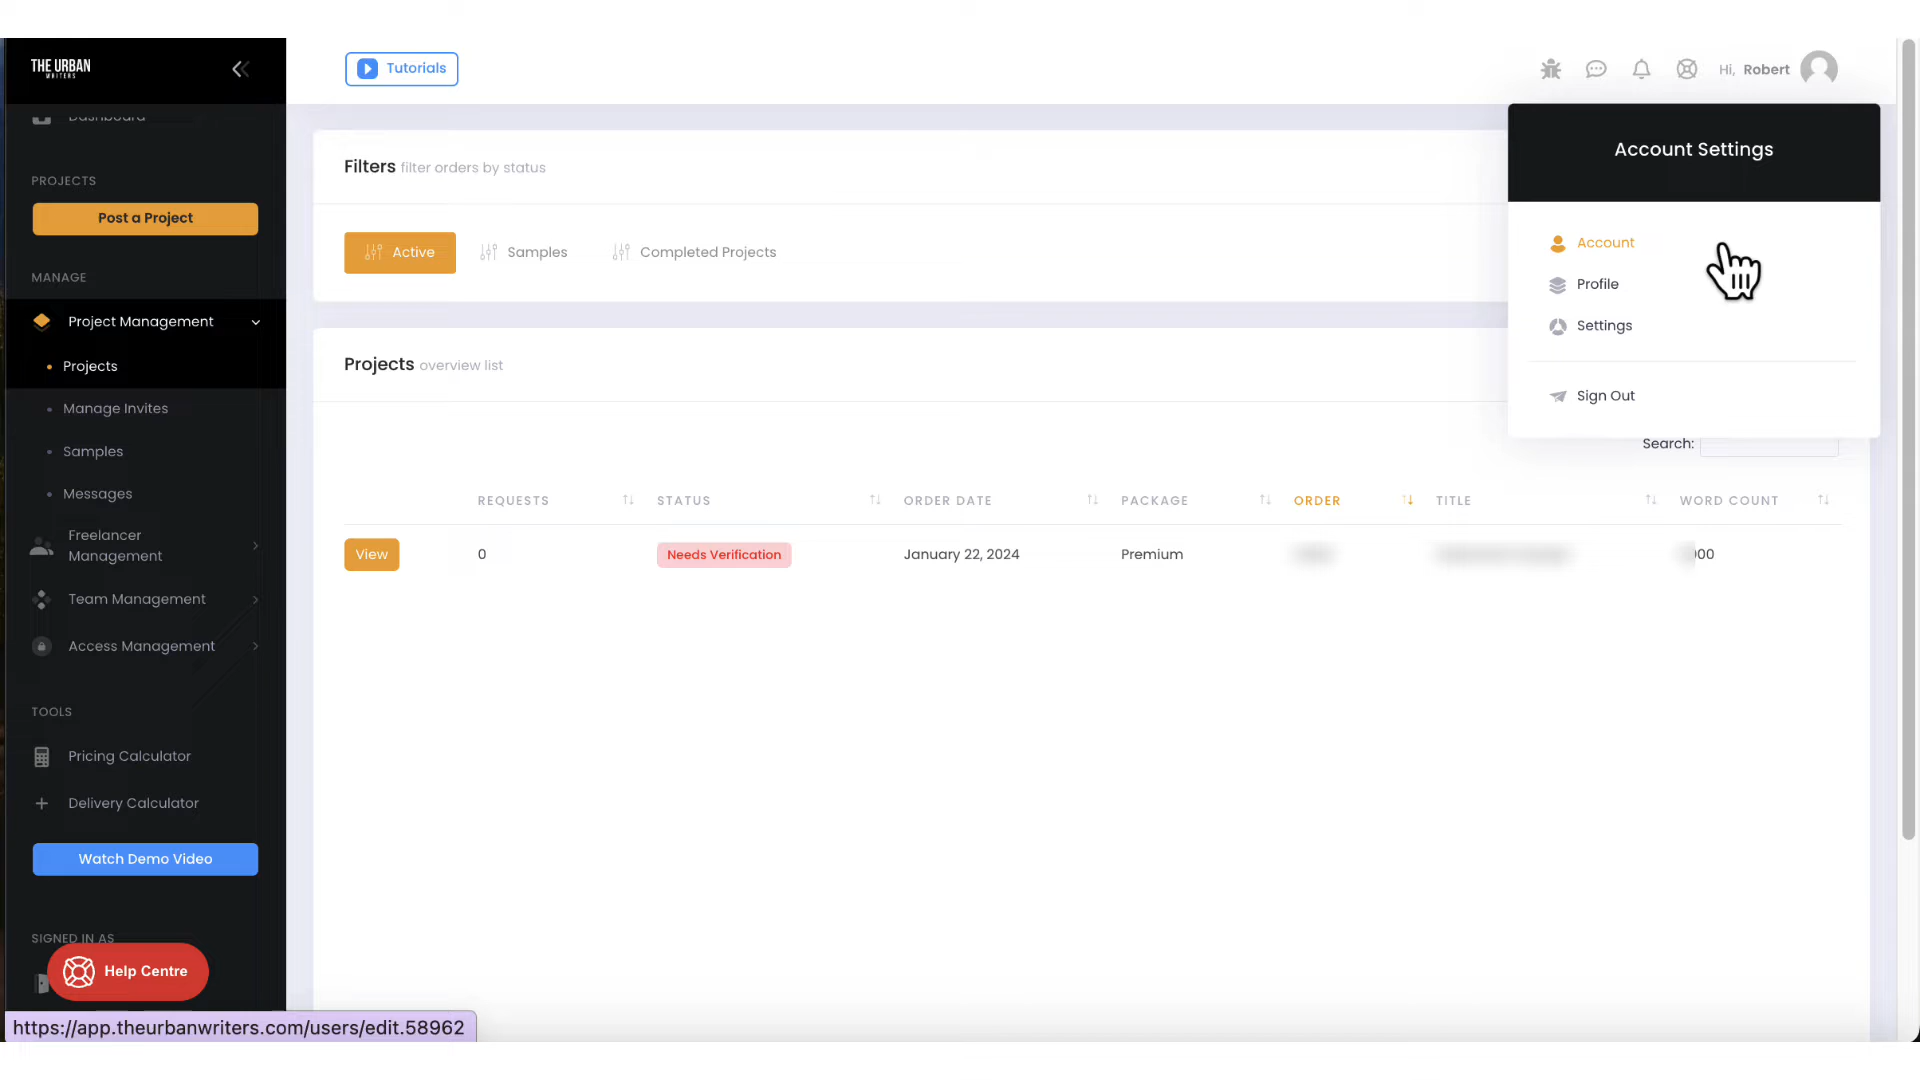 THE URBAN
WRITERS
Tutorials
Hi, Robert
Dashboard
PROJECTS
Post a Project
MANAGE
Project Management
Projects
Manage Invites
Samples
Messages
Freelancer
Management
Team Management
Access Management
TOOLS
Pricing Calculator
Delivery Calculator
Watch Demo Video
SIGNED IN AS
Help Centre
https://app.theurbanwriters.com/users/edit.58962
Filters filter orders by status
Active
Samples
Completed Projects
Projects overview list
Account Settings
Account
Profile
Settings
Sign Out
Search:
REQUESTS STATUS ORDER DATE PACKAGE ORDER TITLE WORD COUNT
View 0 Needs Verification January 22, 2024 Premium